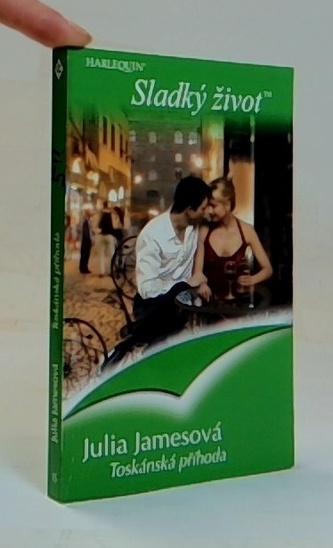 HARLEQUIN®
Sladký život™
Julia Jamesová
Toskánská příhoda
Julia Jamesová Toskánská příhoda